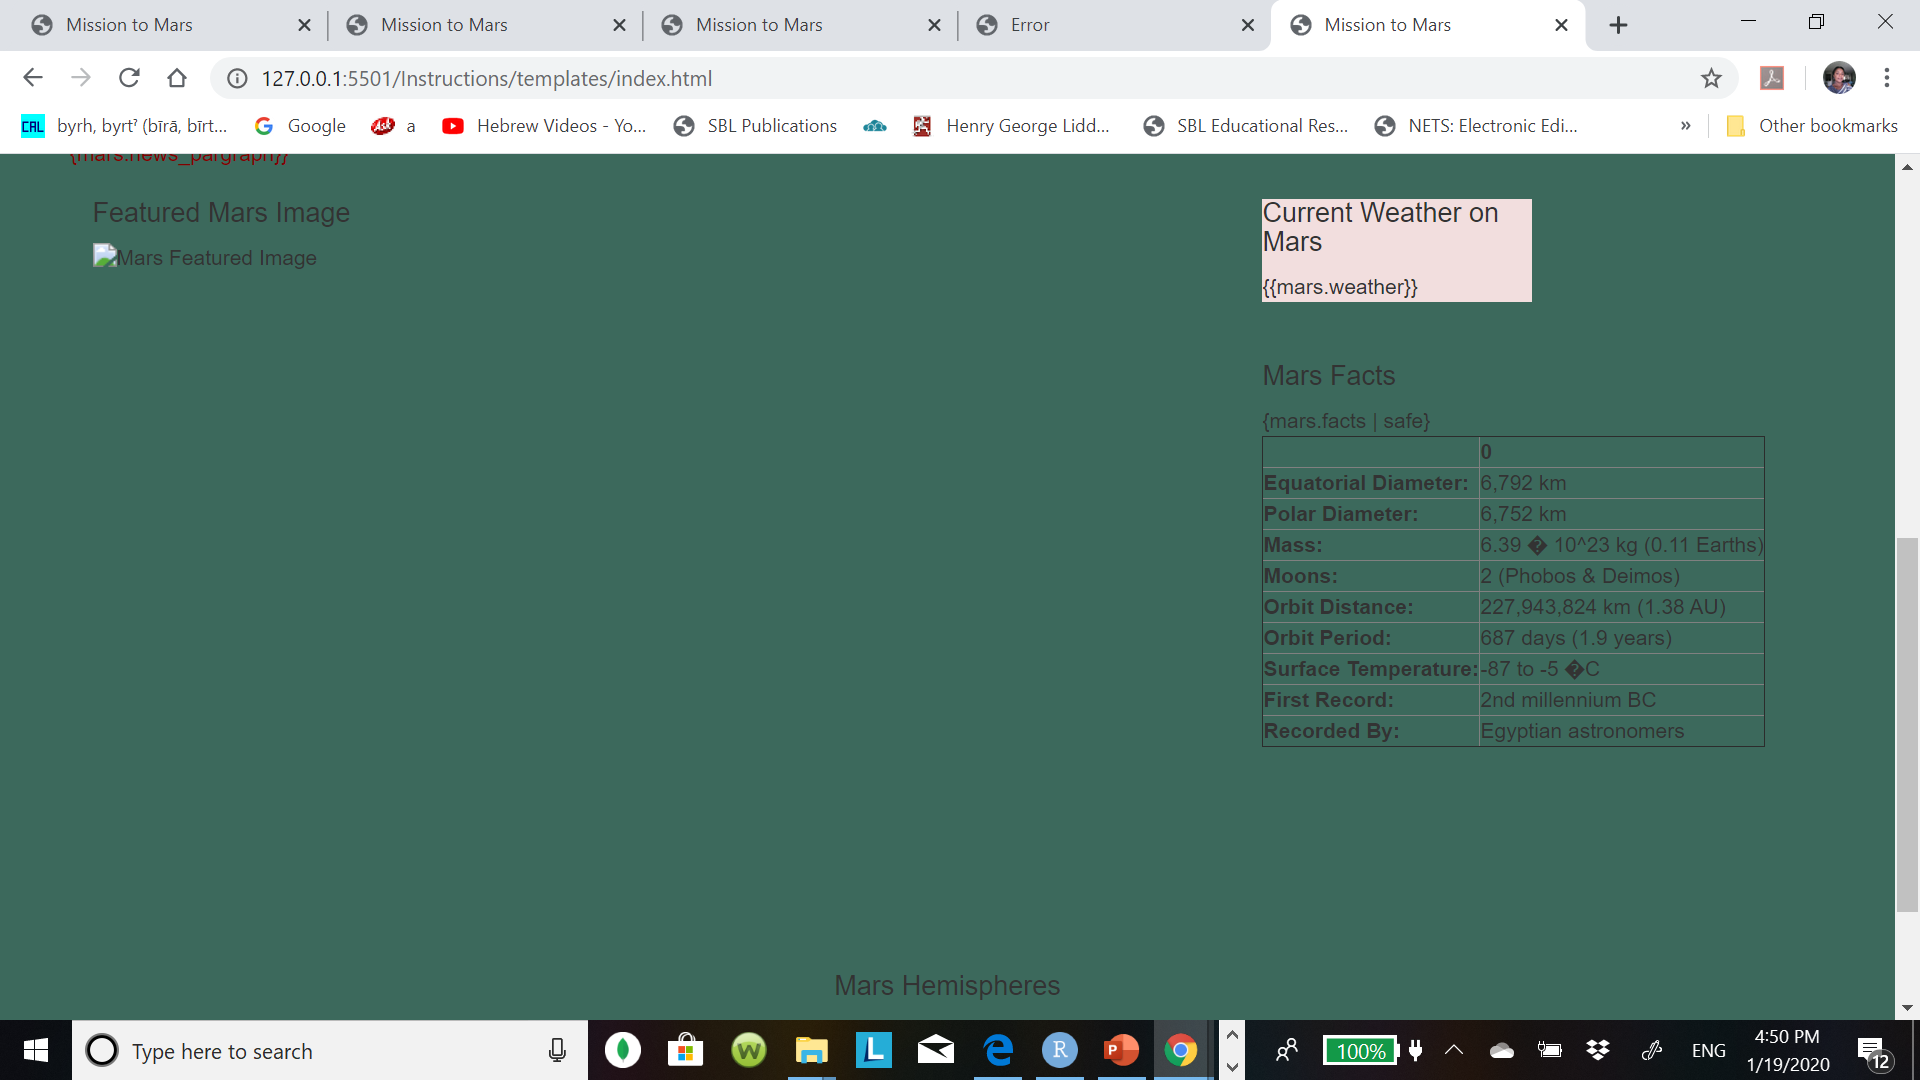 Mission to Mars
Mission to Mars
Mission to Mars
Error
Mission to Mars
127.0.0.1:5501/Instructions/templates/index.html
CAL byrh, byrtʾ (bīrā, bīrt...
Google
Ask a
Hebrew Videos - Yo...
SBL Publications
Henry George Lidd...
SBL Educational Res...
NETS: Electronic Edi...
»
Other bookmarks
{mars.news_pargraph}}
Featured Mars Image
Mars Featured Image
Current Weather on
Mars
{{mars.weather}}
Mars Facts
{mars.facts | safe}
0
Equatorial Diameter: 6,792 km
Polar Diameter: 6,752 km
Mass: 6.39 � 10^23 kg (0.11 Earths)
Moons: 2 (Phobos & Deimos)
Orbit Distance: 227,943,824 km (1.38 AU)
Orbit Period: 687 days (1.9 years)
Surface Temperature: -87 to -5 �C
First Record: 2nd millennium BC
Recorded By: Egyptian astronomers
Mars Hemispheres
Type here to search
W
L
R
P
100%
ENG
4:50 PM
1/19/2020
12